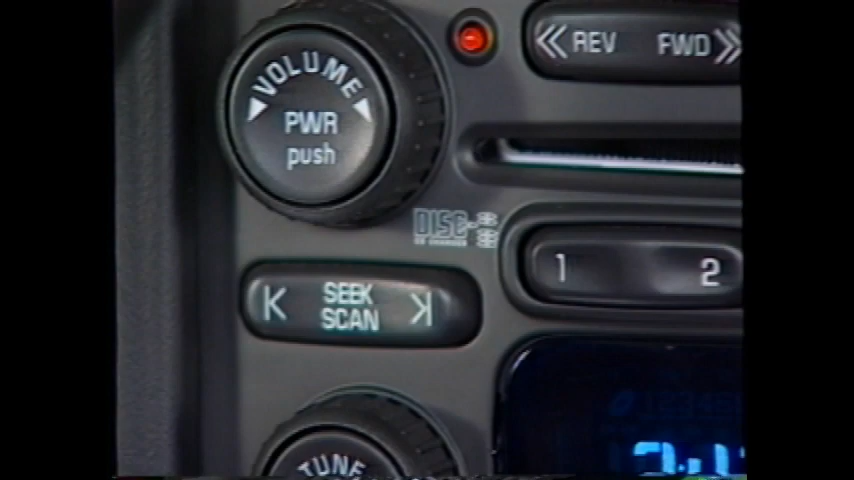 VOLUME
PWR
push
REV FWD
DISC-
1 2
SEEK
SCAN
TUNE